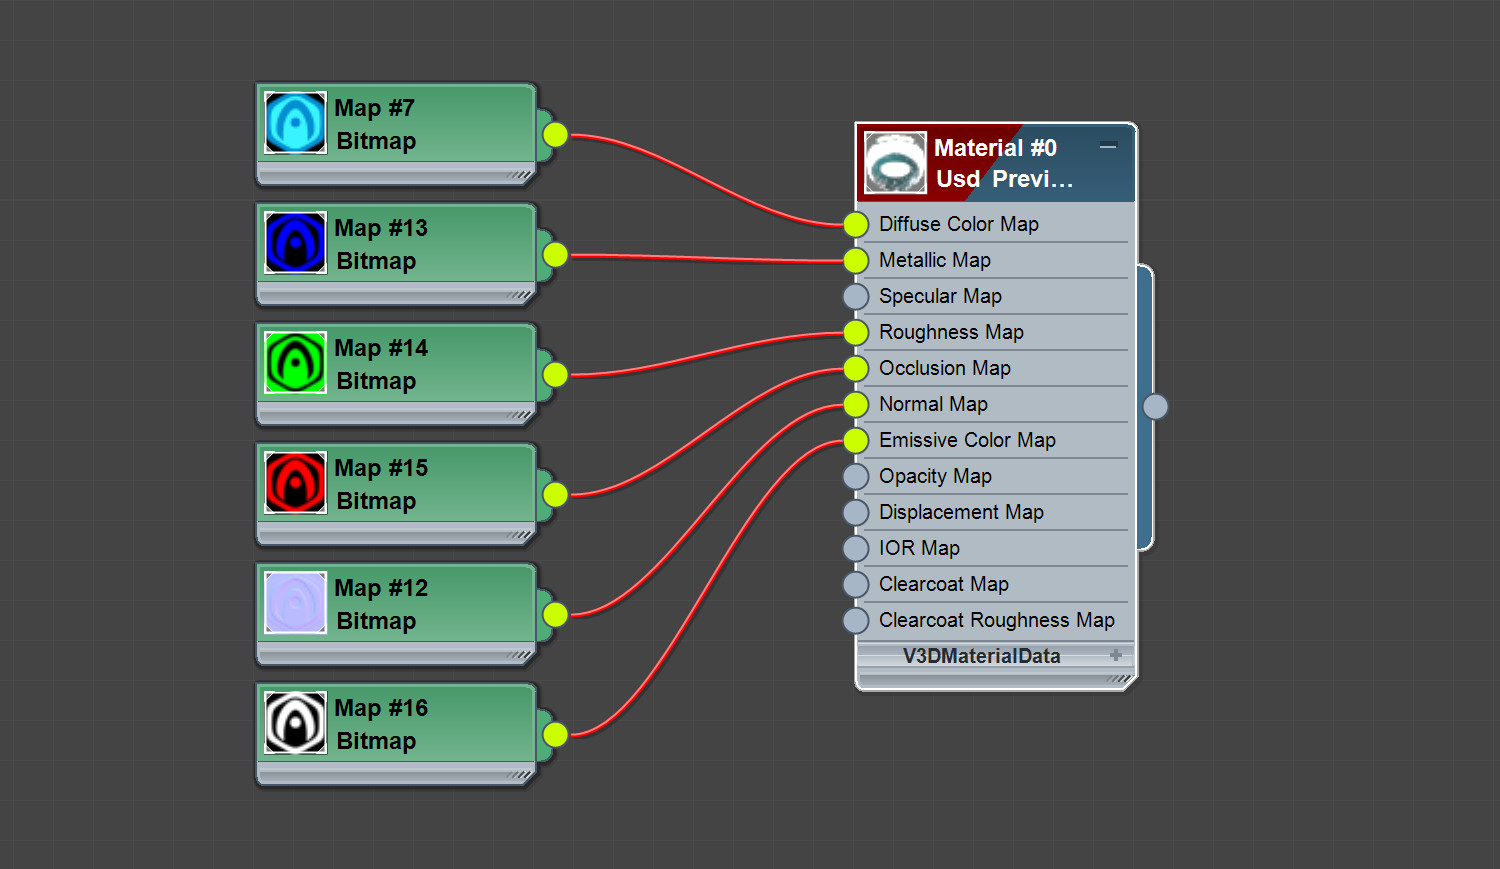 Map #7
Bitmap
Map #13
Bitmap
Map #14
Bitmap
Map #15
Bitmap
Map #12
Bitmap
Map #16
Bitmap
Material #0
Usd Previ...
Diffuse Color Map
Metallic Map
Specular Map
Roughness Map
Occlusion Map
Normal Map
Emissive Color Map
Opacity Map
Displacement Map
IOR Map
Clearcoat Map
Clearcoat Roughness Map
V3DMaterialData